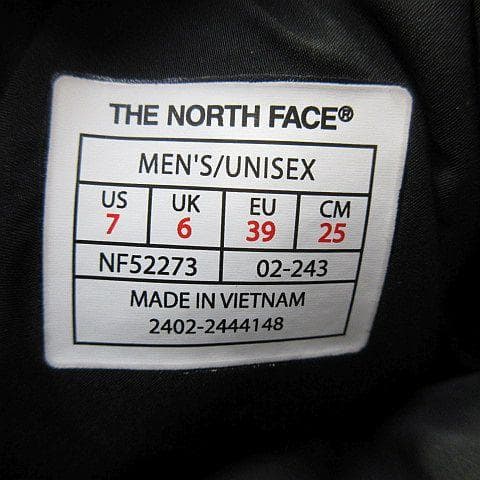 THE NORTH FACE®
MEN'S/UNISEX
US UK EU CM
7 6 39 25
NF52273 02-243
MADE IN VIETNAM
2402-2444148